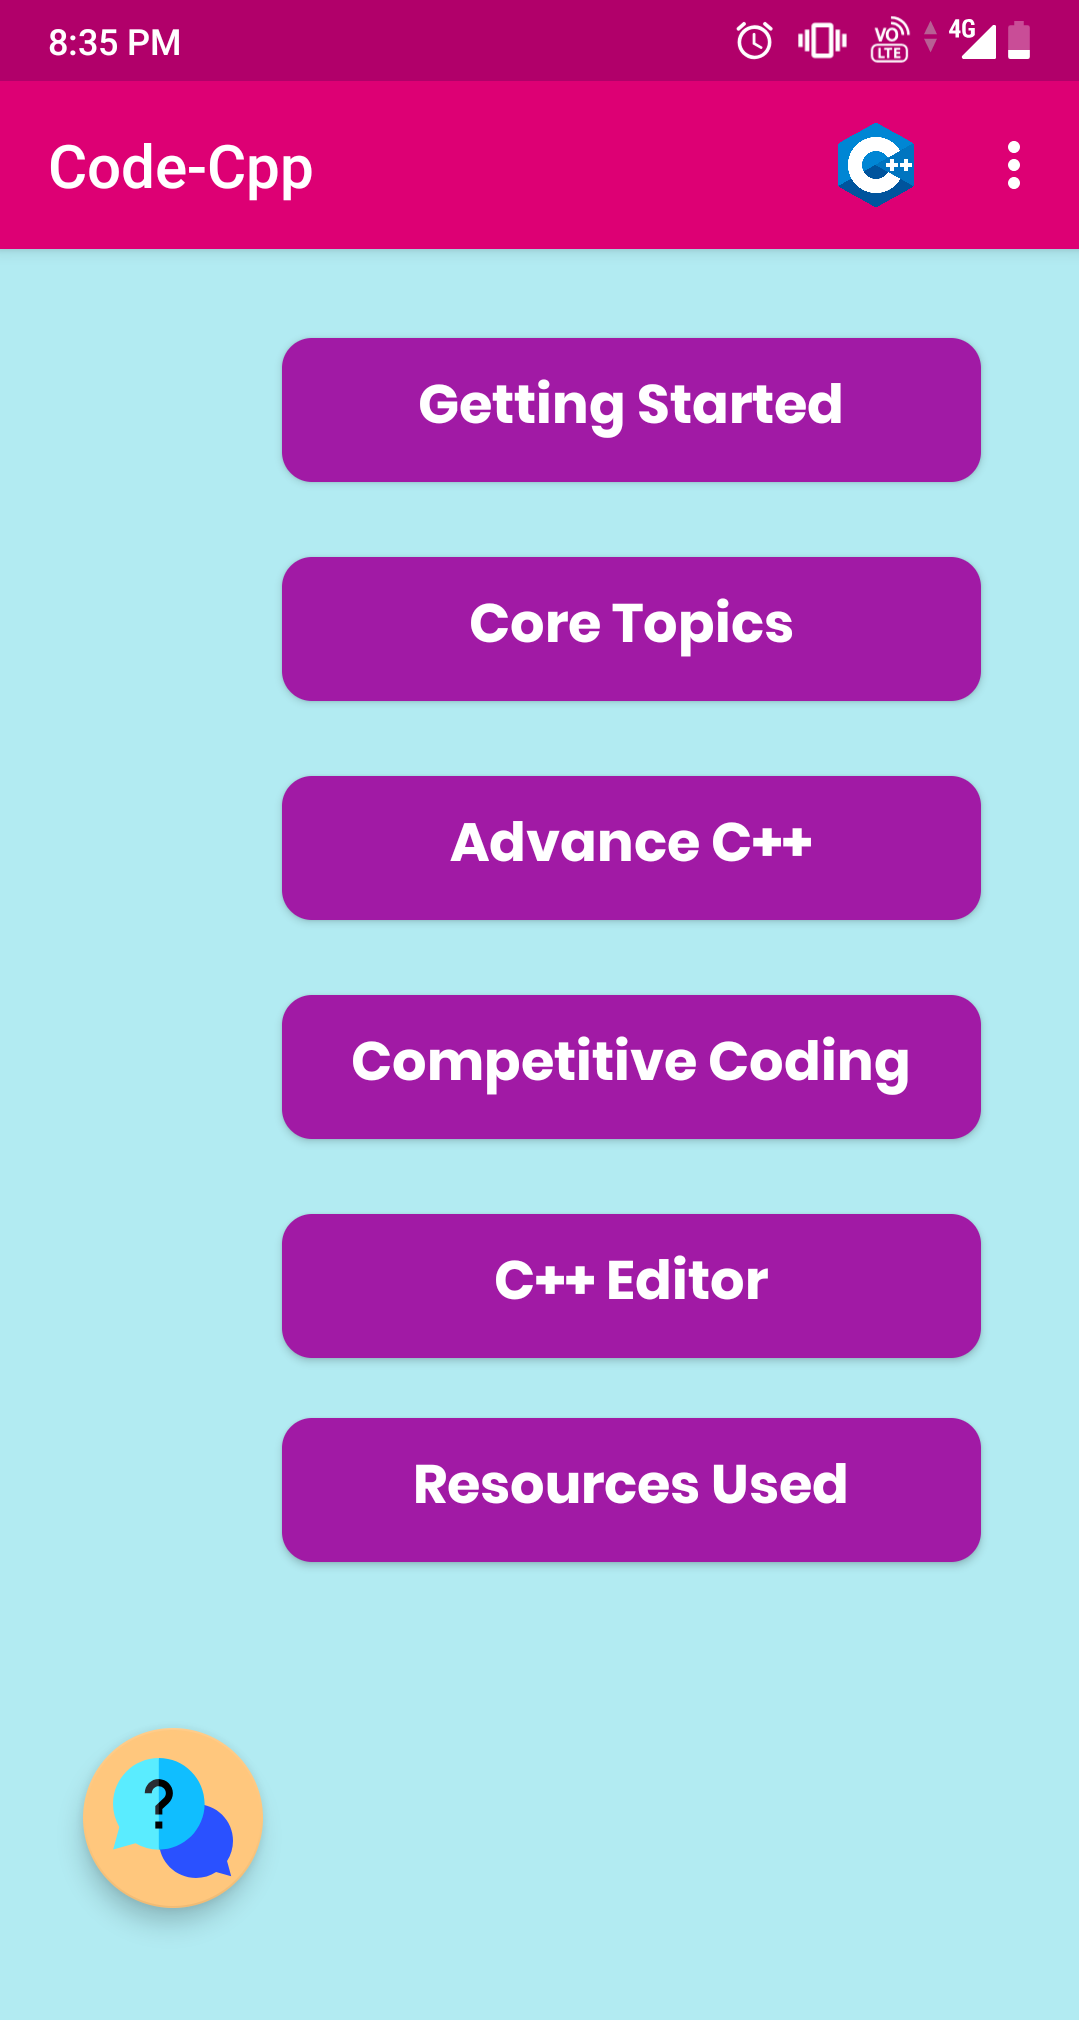 8:35 PM
VO
LTE
4G
Code-Cpp
C++
Getting Started
Core Topics
Advance C++
Competitive Coding
C++ Editor
Resources Used
?